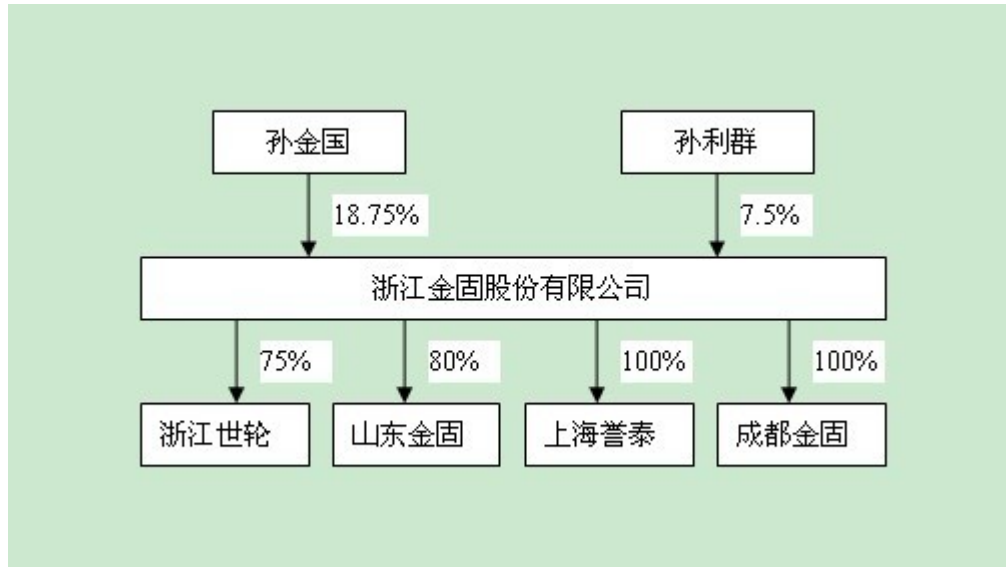 孙金国
孙利群
18.75%
7.5%
浙江金固股份有限公司
75%
80%
100%
100%
浙江世轮
山东金固
上海誉泰
成都金固